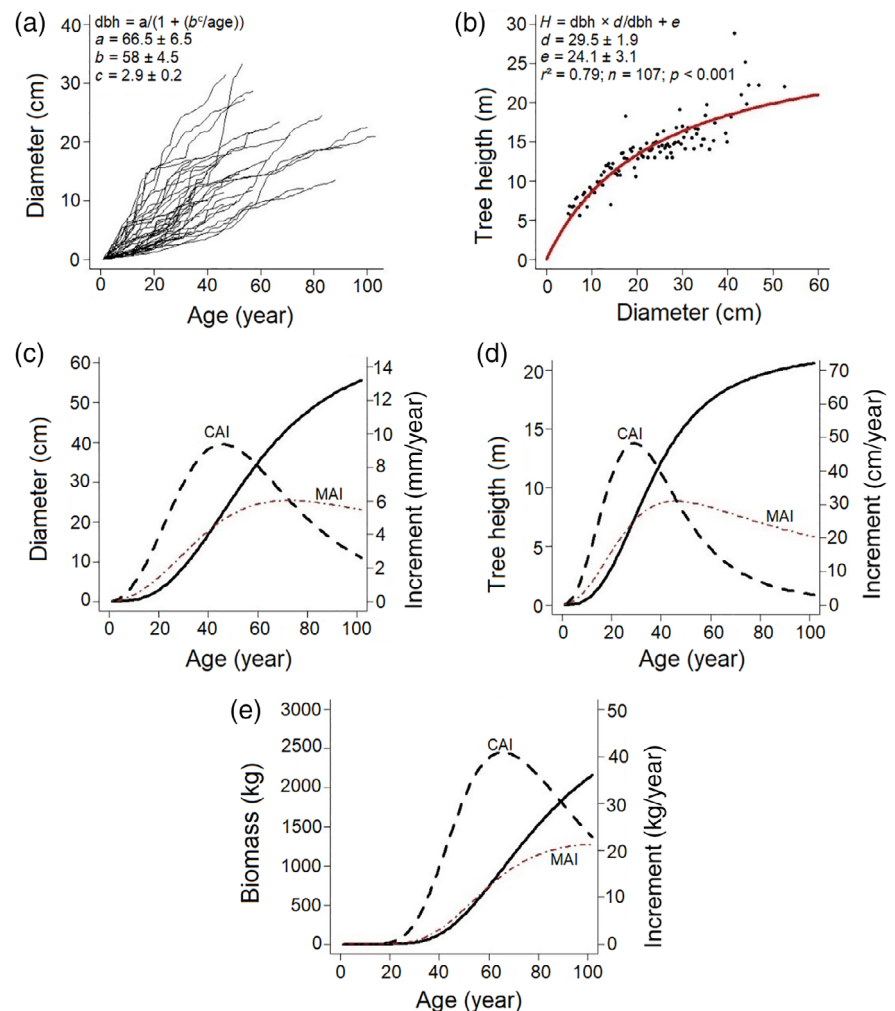 (a)
dbh = a/(1 + (bᶜ/age))
a = 66.5 ± 6.5
b = 58 ± 4.5
c = 2.9 ± 0.2
40
30
20
10
0
Diameter (cm)
20 40 60 80 100
Age (year)
(b)
H = dbh × d/dbh + e
d = 29.5 ± 1.9
e = 24.1 ± 3.1
r² = 0.79; n = 107; p < 0.001
30
25
20
15
10
5
0
Tree heigth (m)
0 10 20 30 40 50 60
Diameter (cm)
(c)
60
50
40
30
20
10
0
Diameter (cm)
CAI
MAI
14
12
10
8
6
4
2
0
Increment (mm/year)
0 20 40 60 80 100
Age (year)
(d)
20
15
10
5
0
Tree heigth (m)
CAI
MAI
70
60
50
40
30
20
10
0
Increment (cm/year)
0 20 40 60 80 100
Age (year)
(e)
3000
2500
2000
1500
1000
500
0
Biomass (kg)
CAI
MAI
50
40
30
20
10
0
Increment (kg/year)
0 20 40 60 80 100
Age (year)